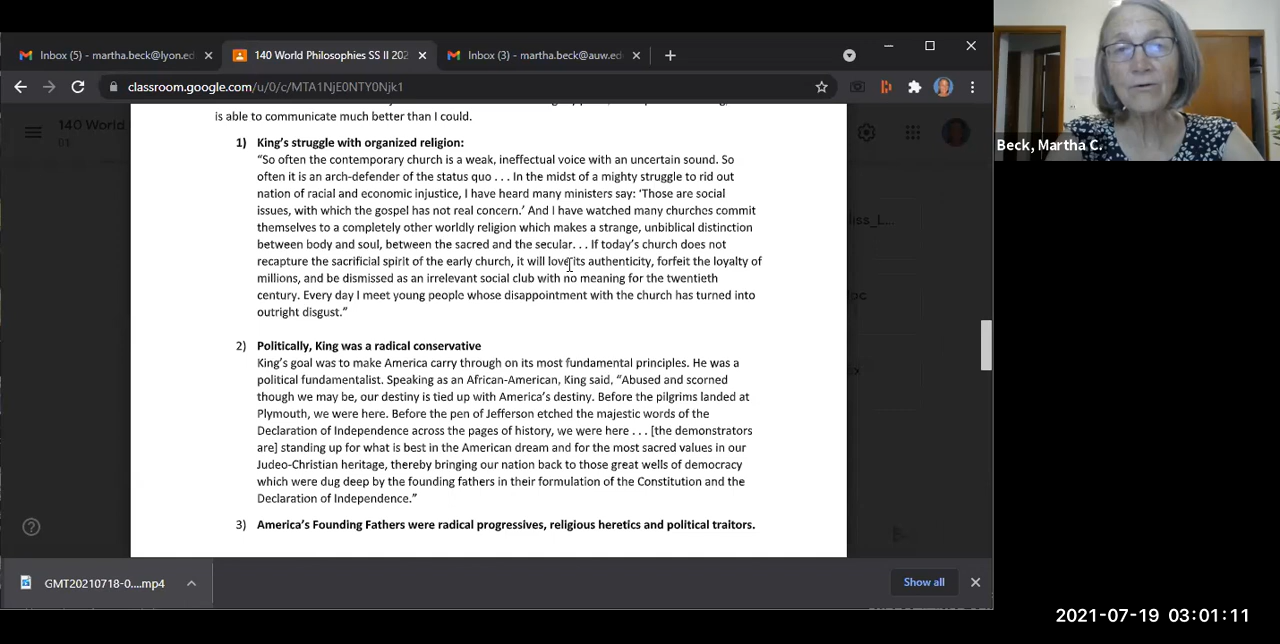 Inbox (5) - martha.beck@lyon.ed
140 World Philosophies SS II 202
Inbox (3) - martha.beck@auw.ed
classroom.google.com/u/0/c/MTA1NjE0NTY0Njk1
140 World
01
is able to communicate much better than I could.
1) King's struggle with organized religion:
"So often the contemporary church is a weak, ineffectual voice with an uncertain sound. So
often it is an arch-defender of the status quo . . . In the midst of a mighty struggle to rid out
nation of racial and economic injustice, I have heard many ministers say: 'Those are social
issues, with which the gospel has not real concern.' And I have watched many churches commit
themselves to a completely other worldly religion which makes a strange, unbiblical distinction
between body and soul, between the sacred and the secular. . . If today's church does not
recapture the sacrificial spirit of the early church, it will love its authenticity, forfeit the loyalty of
millions, and be dismissed as an irrelevant social club with no meaning for the twentieth
century. Every day I meet young people whose disappointment with the church has turned into
outright disgust."
2) Politically, King was a radical conservative
King's goal was to make America carry through on its most fundamental principles. He was a
political fundamentalist. Speaking as an African-American, King said, "Abused and scorned
though we may be, our destiny is tied up with America's destiny. Before the pilgrims landed at
Plymouth, we were here. Before the pen of Jefferson etched the majestic words of the
Declaration of Independence across the pages of history, we were here . . . [the demonstrators
are] standing up for what is best in the American dream and for the most sacred values in our
Judeo-Christian heritage, thereby bringing our nation back to those great wells of democracy
which were dug deep by the founding fathers in their formulation of the Constitution and the
Declaration of Independence."
3) America's Founding Fathers were radical progressives, religious heretics and political traitors.
GMT20210718-0....mp4
Show all
Beck, Martha C.
2021-07-19 03:01:11